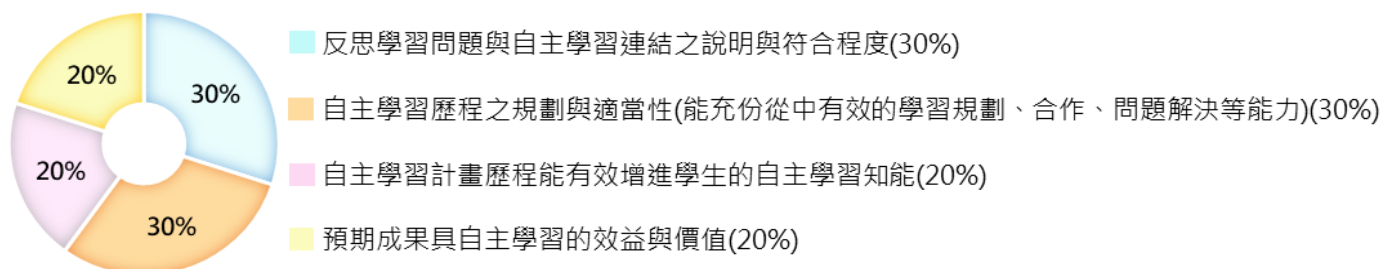 30%
20%
20%
30%
反思學習問題與自主學習連結之說明與符合程度(30%)
自主學習歷程之規劃與適當性(能充份從中有效的學習規劃、合作、問題解決等能力)(30%)
自主學習計畫歷程能有效增進學生的自主學習知能(20%)
預期成果具自主學習的效益與價值(20%)